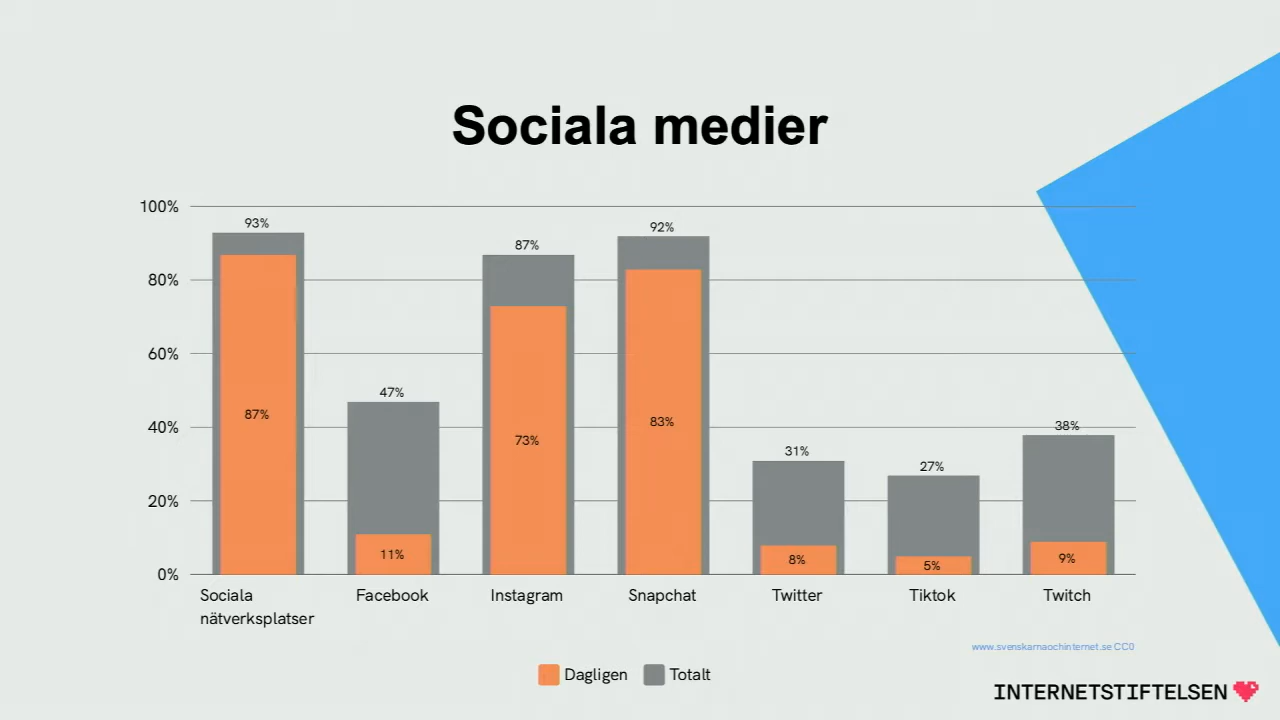 Sociala medier
100%
80%
60%
40%
20%
0%
93%
87%
47%
11%
87%
73%
92%
83%
31%
8%
27%
5%
38%
9%
Sociala
nätverksplatser
Facebook
Instagram
Snapchat
Twitter
Tiktok
Twitch
www.svenskarnaochinternet.se CC0
Dagligen
Totalt
INTERNETSTIFTELSEN